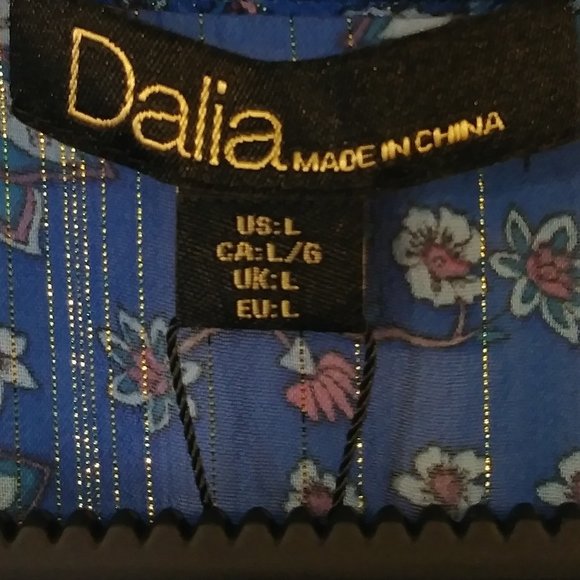 Dalia MADE IN CHINA
US:L
CA:L/G
UK:L
EU:L